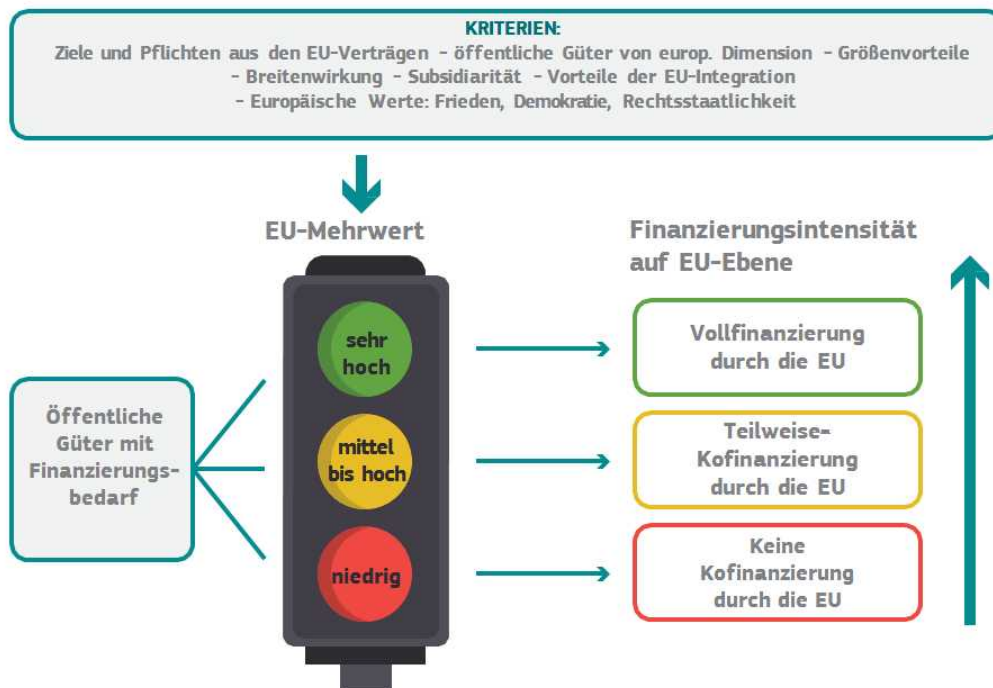 KRITERIEN:
Ziele und Pflichten aus den EU-Verträgen - öffentliche Güter von europ. Dimension - Größenvorteile
- Breitenwirkung - Subsidiarität - Vorteile der EU-Integration
- Europäische Werte: Frieden, Demokratie, Rechtsstaatlichkeit
EU-Mehrwert
Finanzierungsintensität
auf EU-Ebene
Öffentliche
Güter mit
Finanzierungs-
bedarf
sehr
hoch
Vollfinanzierung
durch die EU
mittel
bis hoch
Teilweise-
Kofinanzierung
durch die EU
niedrig
Keine
Kofinanzierung
durch die EU